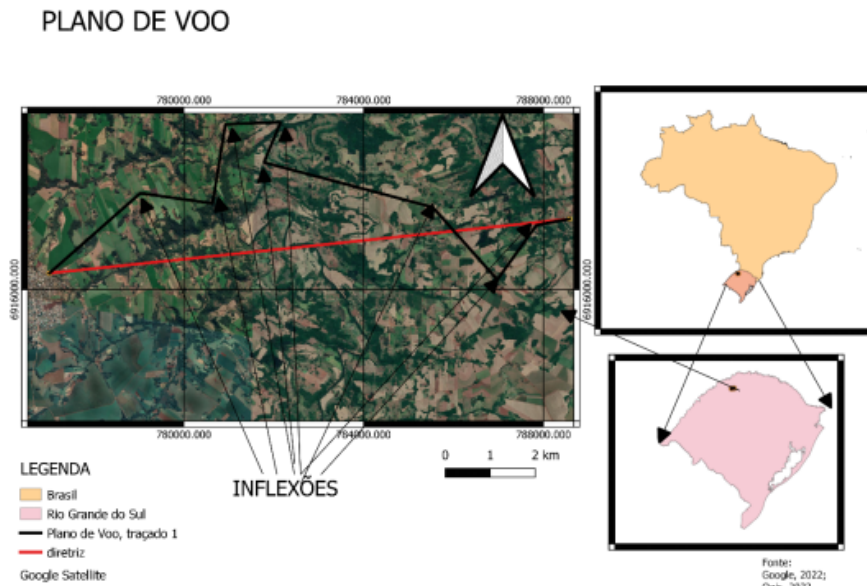 PLANO DE VOO
780000.000 784000.000 788000.000
6916000.000
6916000.000
780000.000 784000.000 788000.000
INFLEXÕES
0 1 2 km
LEGENDA
Brasil
Rio Grande do Sul
Plano de Voo, traçado 1
diretriz
Google Satellite
Fonte:
Google, 2022;
2022